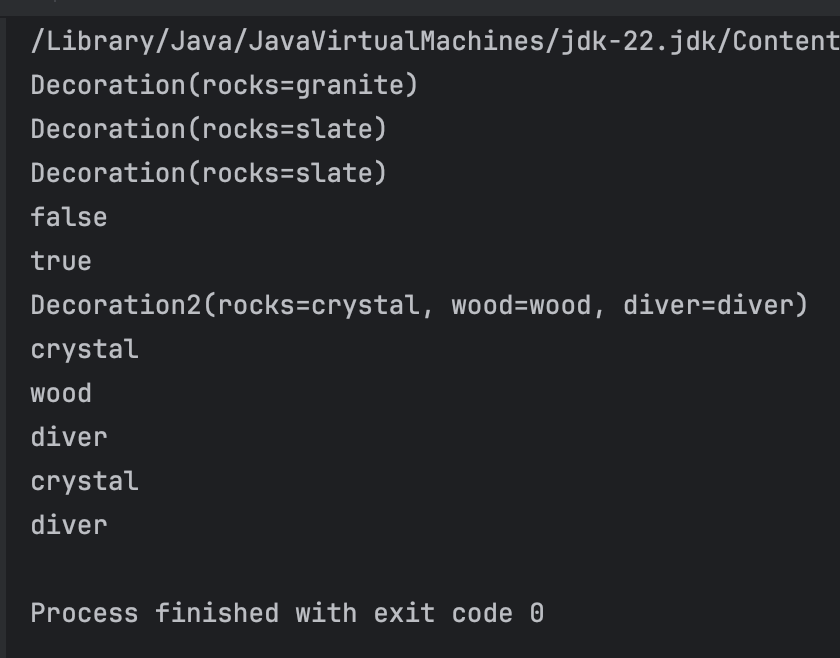 /Library/Java/JavaVirtualMachines/jdk-22.jdk/Content
Decoration(rocks=granite)
Decoration(rocks=slate)
Decoration(rocks=slate)
false
true
Decoration2(rocks=crystal, wood=wood, diver=diver)
crystal
wood
diver
crystal
diver
Process finished with exit code 0